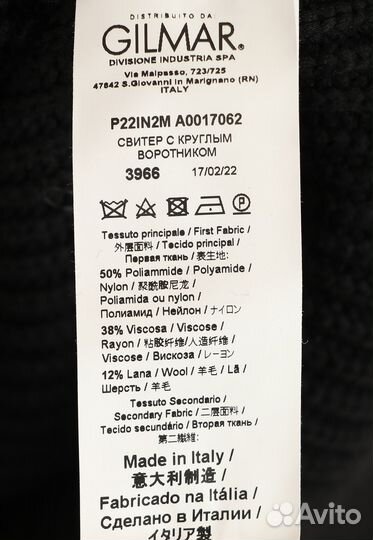 DISTRIBUITO DA
GILMAR®
DIVISIONE INDUSTRIA SPA
Via Malpasso, 723/725
47842 S.Giovanni in Marignano (RN)
ITALY
P22IN2M A0017062
СВИТЕР С КРУГЛЫМ
ВОРОТНИКОМ
3966 17/02/22
Tessuto principale / First Fabric /
外层面料 / Tecido principal /
Первая ткань / 表生地:
50% Poliammide / Polyamide /
Nylon / 聚酰胺尼龙 /
Poliamida ou nylon /
Полиамид / Нейлон / ナイロン
38% Viscosa / Viscose /
Rayon / 粘胶纤维/人造纤维 /
Viscose / Вискоза / レーヨン
12% Lana / Wool / Lã /
Шерсть / 羊毛
Tessuto Secondario /
Secondary Fabric / 二层面料 /
Tecido secundário / Вторая ткань /
第二繊維:
Made in Italy /
意大利制造 /
Fabricado na Itália /
Сделано в Италии /
イタリア製
Avito